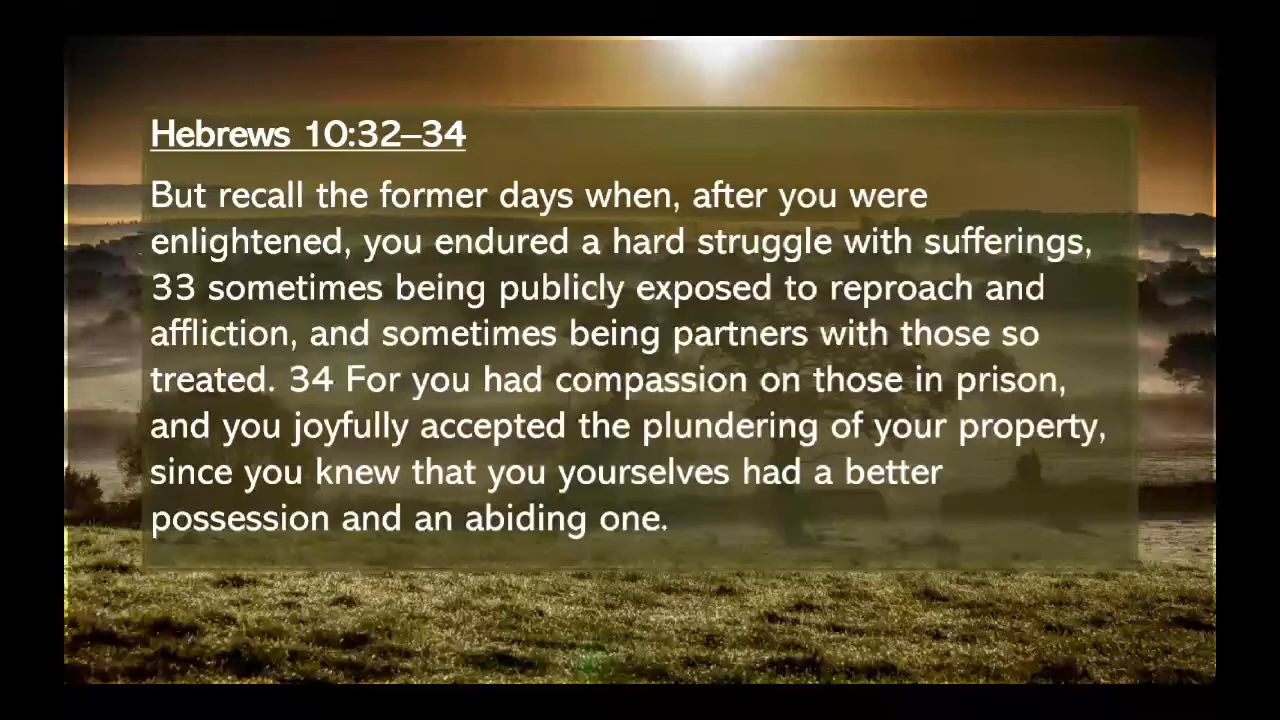 Hebrews 10:32–34
But recall the former days when, after you were
enlightened, you endured a hard struggle with sufferings,
33 sometimes being publicly exposed to reproach and
affliction, and sometimes being partners with those so
treated. 34 For you had compassion on those in prison,
and you joyfully accepted the plundering of your property,
since you knew that you yourselves had a better
possession and an abiding one.